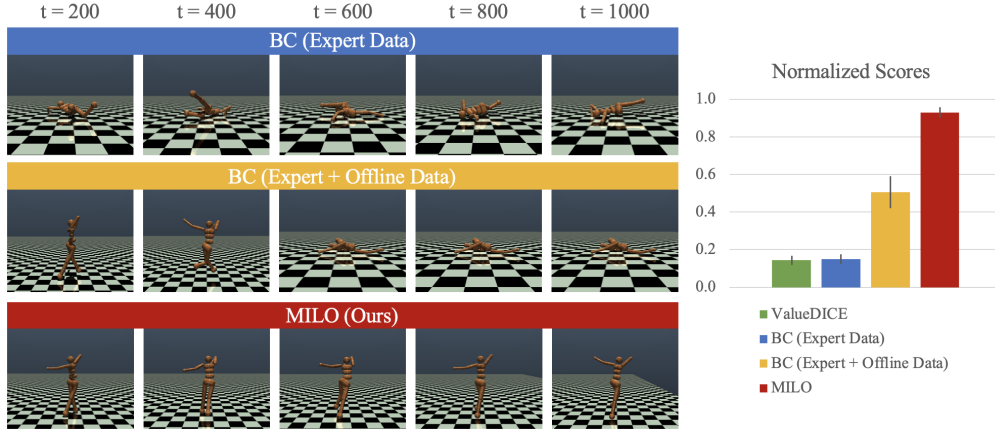 t = 200 t = 400 t = 600 t = 800 t = 1000
BC (Expert Data)
BC (Expert + Offline Data)
MILO (Ours)
Normalized Scores
1.0
0.8
0.6
0.4
0.2
0.0
ValueDICE
BC (Expert Data)
BC (Expert + Offline Data)
MILO